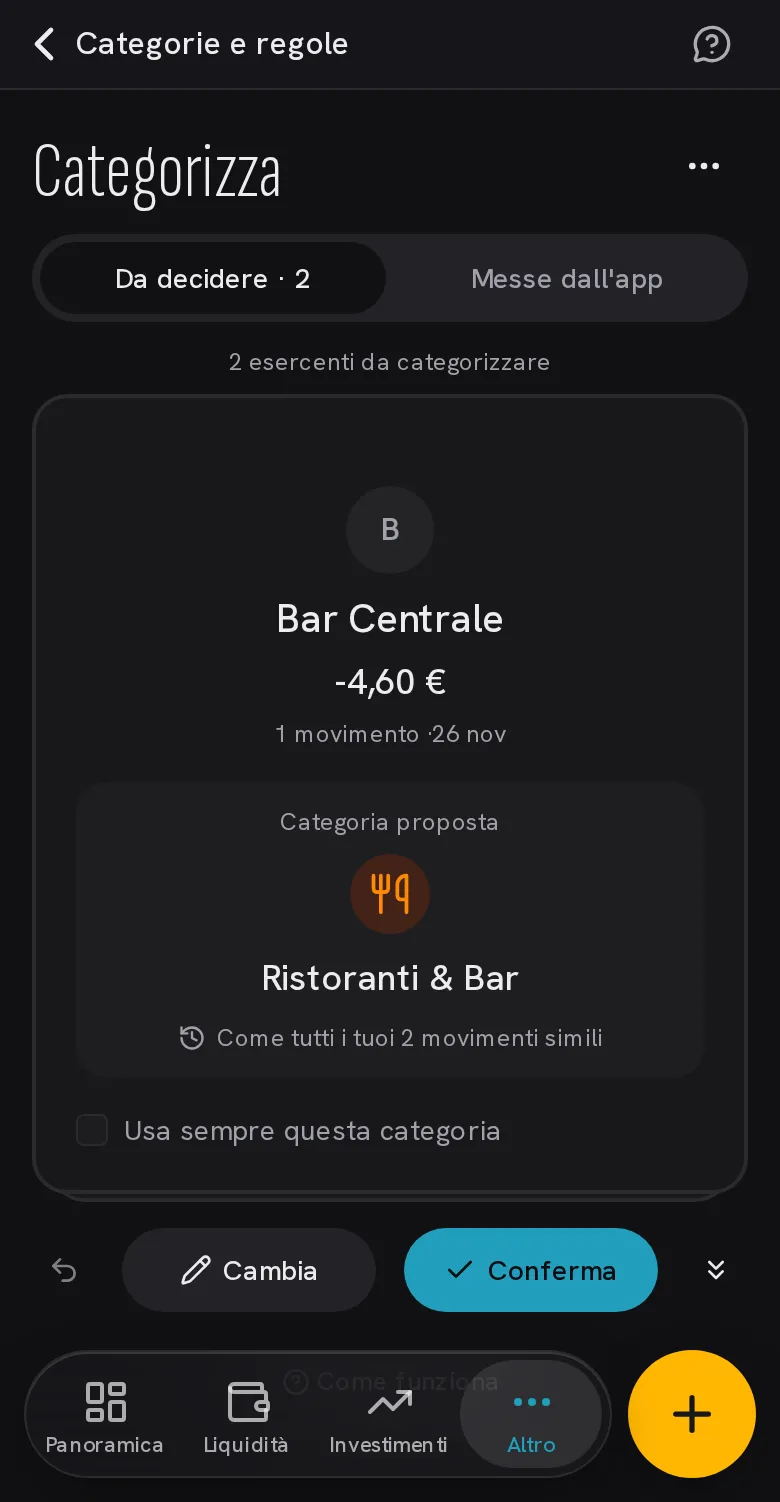 Categorie e regole
Categorizza
Da decidere · 2
Messe dall'app
2 esercenti da categorizzare
B
Bar Centrale
-4,60 €
1 movimento ·26 nov
Categoria proposta
Ristoranti & Bar
Come tutti i tuoi 2 movimenti simili
Usa sempre questa categoria
Cambia
Conferma
Come funziona
Panoramica
Liquidità
Investimenti
Altro